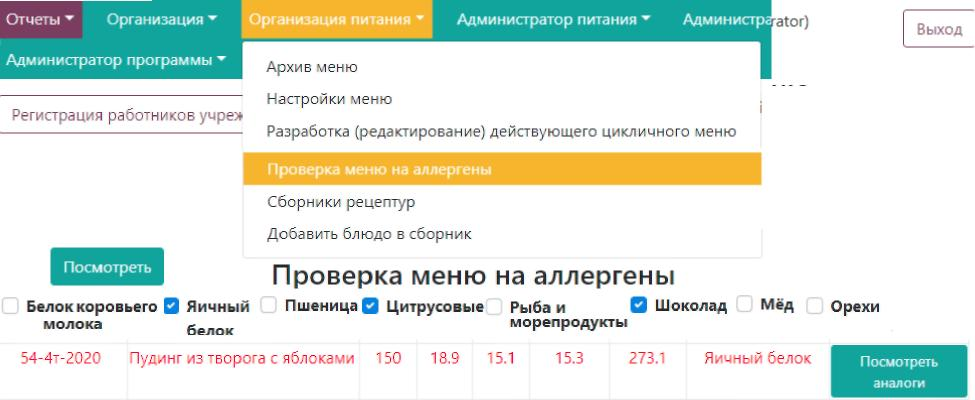 Отчеты Организация Организация питания Администратор питания Администра rator) Выход
Администратор программы
Архив меню
Настройки меню
Регистрация работников учреж
Разработка (редактирование) действующего цикличного меню
Проверка меню на аллергены
Сборники рецептур
Добавить блюдо в сборник
Посмотреть
Проверка меню на аллергены
Белок коровьего молока
Яичный белок
Пшеница
Цитрусовые
Рыба и морепродукты
Шоколад
Мёд
Орехи
54-4т-2020 Пудинг из творога с яблоками 150 18.9 15.1 15.3 273.1 Яичный белок Посмотреть аналоги